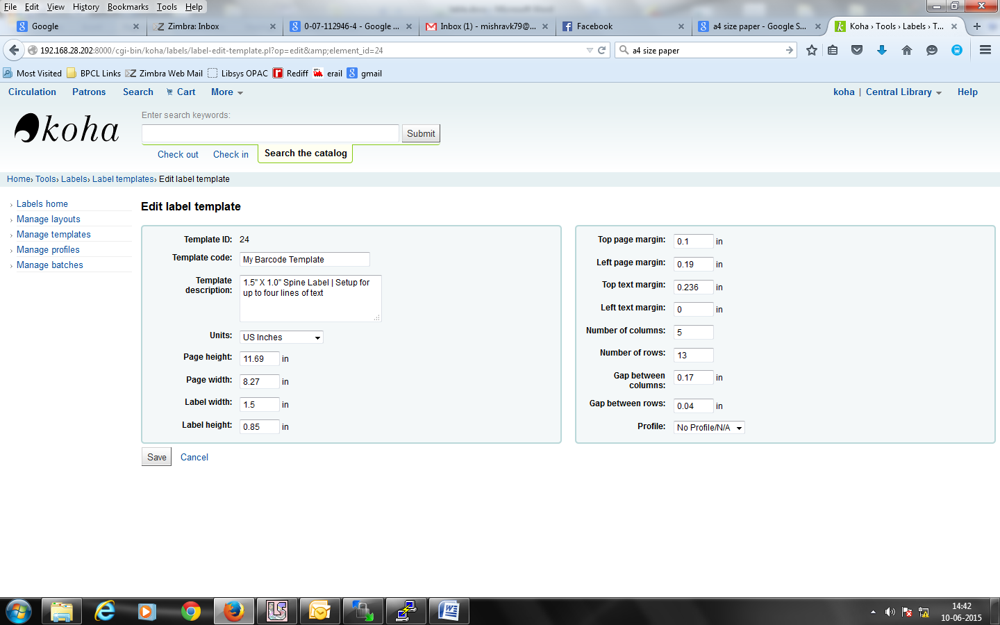 File Edit View History Bookmarks Tools Help
Google
Zimbra: Inbox
0-07-112946-4 - Google ...
Inbox (1) - mishravk79@...
Facebook
a4 size paper - Google S...
Koha › Tools › Labels › T...
192.168.28.202:8000/cgi-bin/koha/labels/label-edit-template.pl?op=edit&amp;element_id=24
a4 size paper
Most Visited BPCL Links Zimbra Web Mail Libsys OPAC Rediff erail gmail
Circulation Patrons Search Cart More
koha | Central Library Help
koha
Enter search keywords:
Submit
Check out Check in Search the catalog
Home› Tools› Labels› Label templates› Edit label template
Labels home
Manage layouts
Manage templates
Manage profiles
Manage batches
Edit label template
Template ID: 24
Template code: My Barcode Template
Template description: 1.5" X 1.0" Spine Label | Setup for
up to four lines of text
Units: US Inches
Page height: 11.69 in
Page width: 8.27 in
Label width: 1.5 in
Label height: 0.85 in
Top page margin: 0.1 in
Left page margin: 0.19 in
Top text margin: 0.236 in
Left text margin: 0 in
Number of columns: 5
Number of rows: 13
Gap between columns: 0.17 in
Gap between rows: 0.04 in
Profile: No Profile/N/A
Save Cancel
14:42
10-06-2015